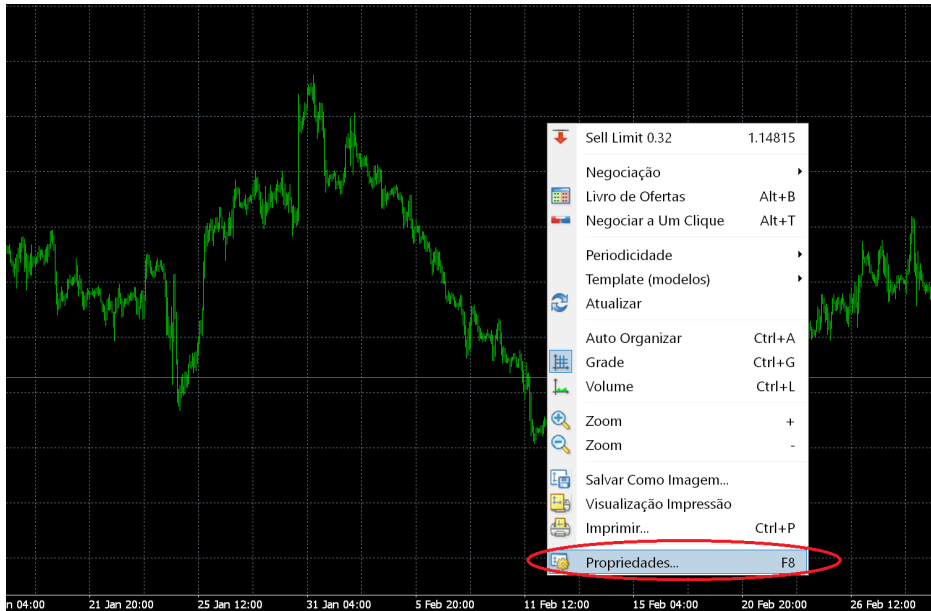 Sell Limit 0.32 1.14815
Negociação
Livro de Ofertas Alt+B
Negociar a Um Clique Alt+T
Periodicidade
Template (modelos)
Atualizar
Auto Organizar Ctrl+A
Grade Ctrl+G
Volume Ctrl+L
Zoom +
Zoom -
Salvar Como Imagem...
Visualização Impressão
Imprimir... Ctrl+P
Propriedades... F8
n 04:00 21 Jan 20:00 25 Jan 12:00 31 Jan 04:00 5 Feb 20:00 11 Feb 12:00 15 Feb 04:00 20 Feb 20:00 26 Feb 12:00